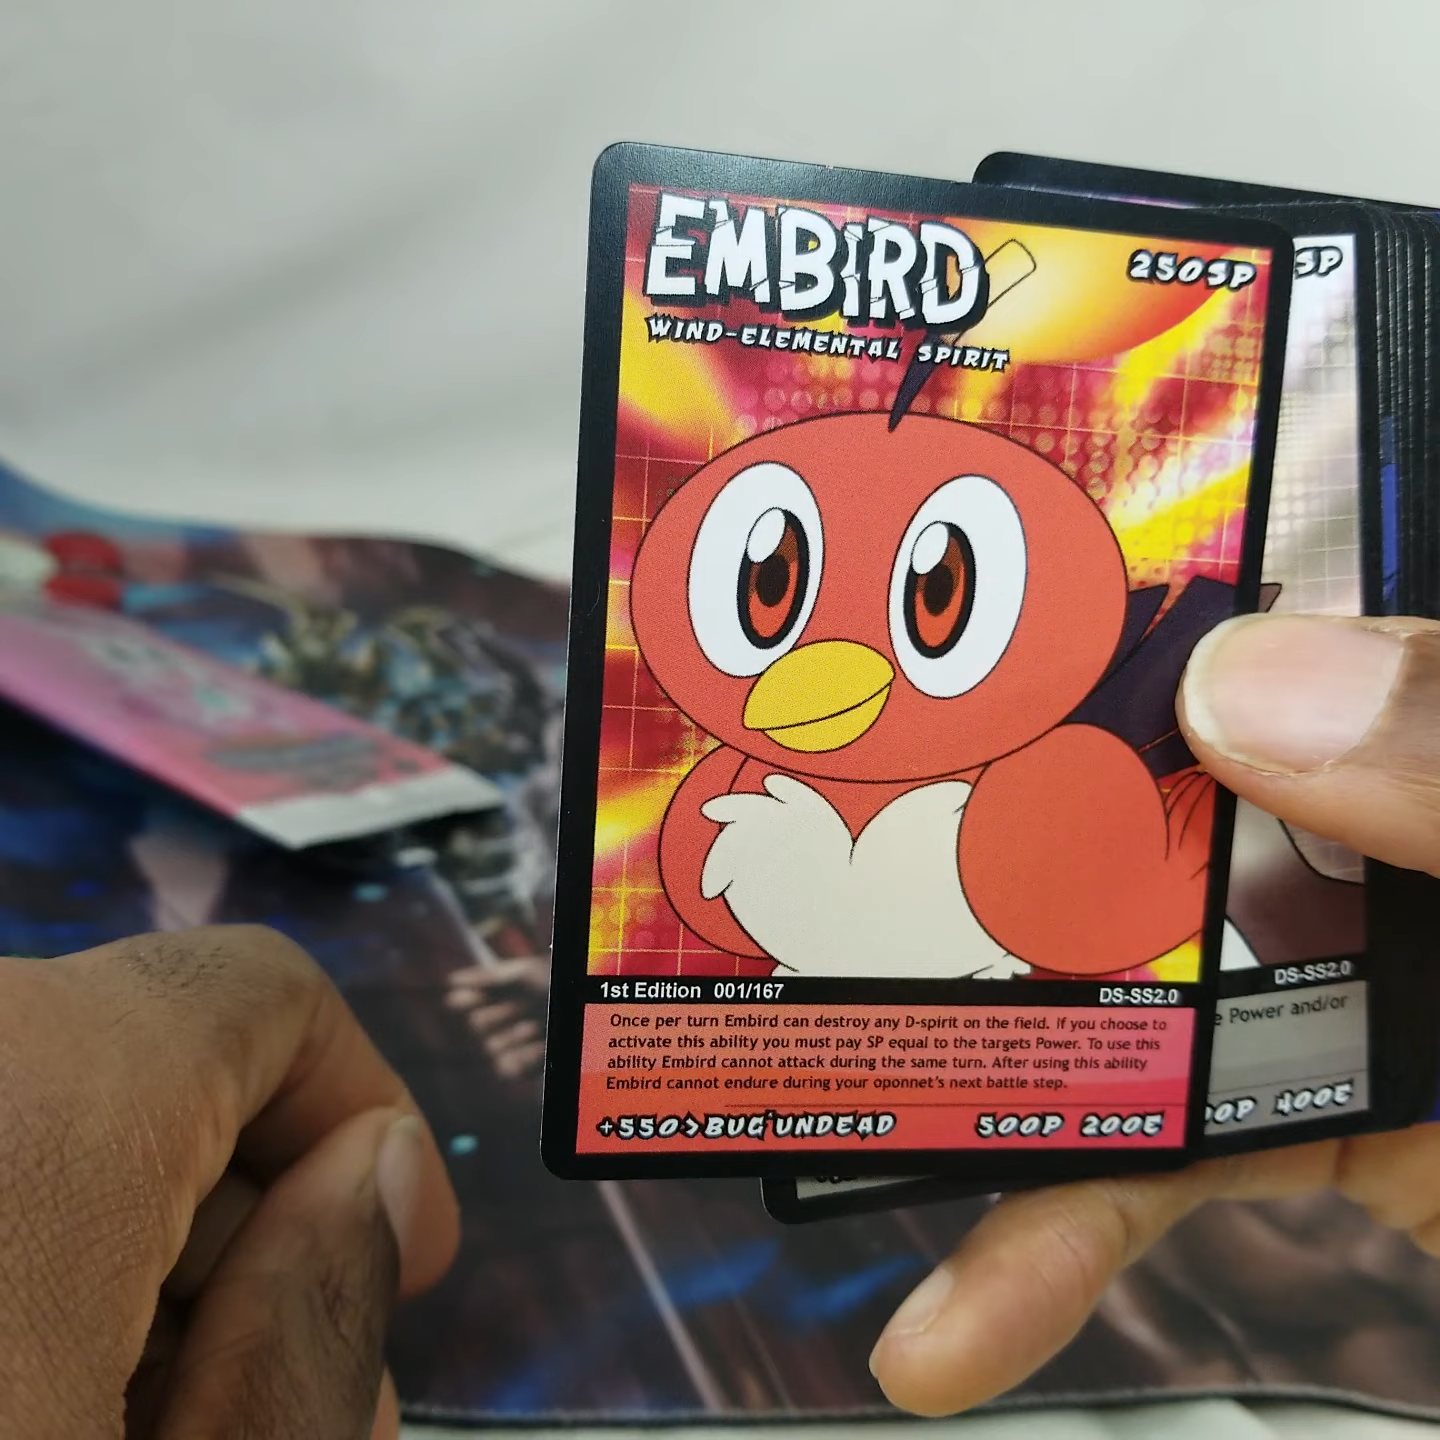 EMBIRD
250SP
WIND-ELEMENTAL SPIRIT
1st Edition 001/167
DS-SS2.0
Once per turn Embird can destroy any D-spirit on the field. If you choose to
activate this ability you must pay SP equal to the targets Power. To use this
ability Embird cannot attack during the same turn. After using this ability
Embird cannot endure during your oponnet's next battle step.
+550>BUG UNDEAD
500P 200E
SP
DS-SS2.0
Power and/or
400E